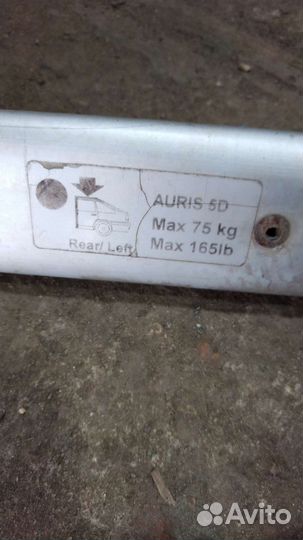 AURIS 5D
Max 75 kg
Rear/ Left
Max 165lb
Avito